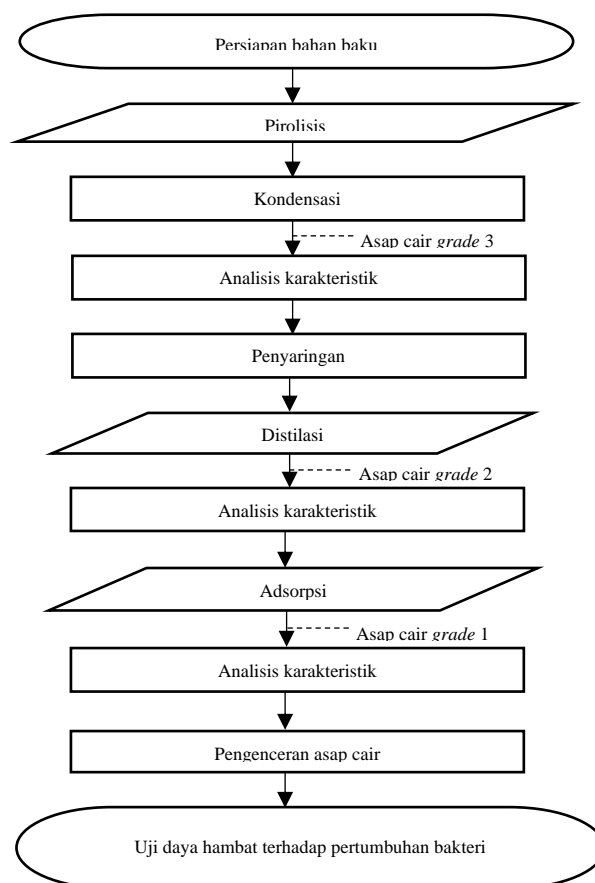 Persiapan bahan baku
Pirolisis
Kondensasi
Asap cair grade 3
Analisis karakteristik
Penyaringan
Distilasi
Asap cair grade 2
Analisis karakteristik
Adsorpsi
Asap cair grade 1
Analisis karakteristik
Pengenceran asap cair
Uji daya hambat terhadap pertumbuhan bakteri